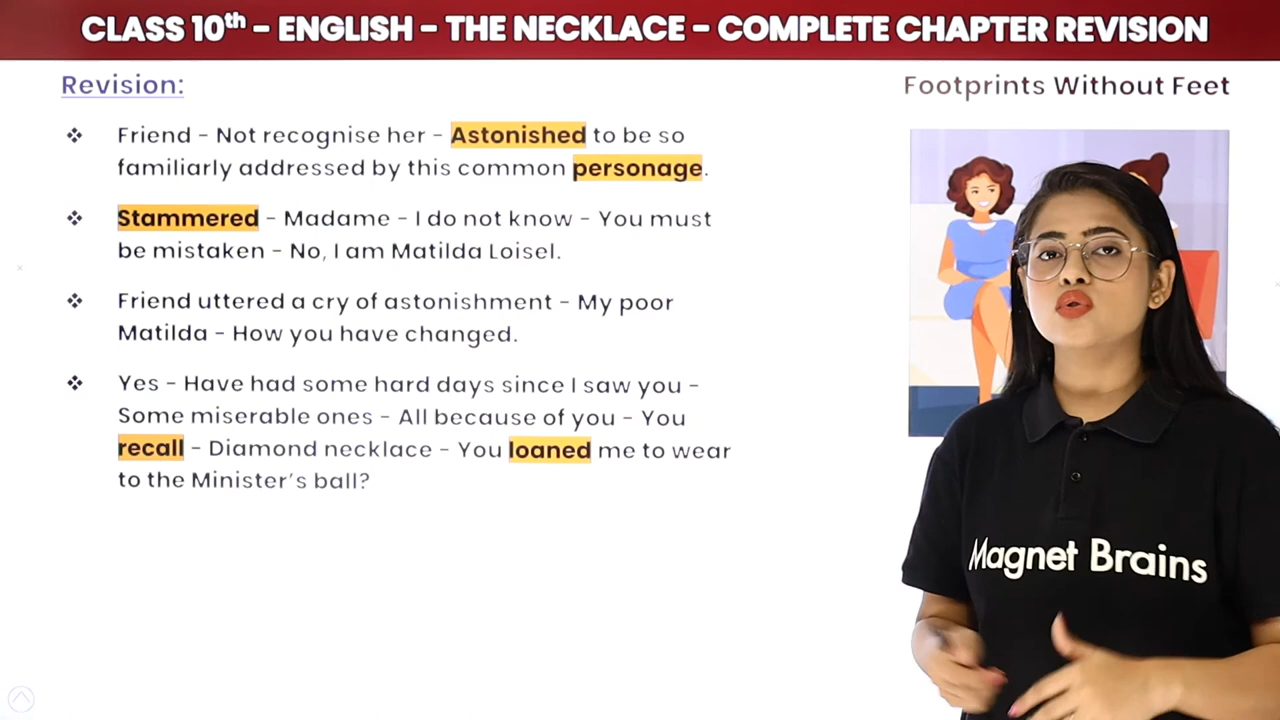 CLASS 10th - ENGLISH - THE NECKLACE - COMPLETE CHAPTER REVISION
Revision:
Footprints Without Feet
❖ Friend - Not recognise her - Astonished to be so
familiarly addressed by this common personage.
❖ Stammered - Madame - I do not know - You must
be mistaken - No, I am Matilda Loisel.
❖ Friend uttered a cry of astonishment - My poor
Matilda - How you have changed.
❖ Yes - Have had some hard days since I saw you -
Some miserable ones - All because of you - You
recall - Diamond necklace - You loaned me to wear
to the Minister's ball?
Magnet Brains